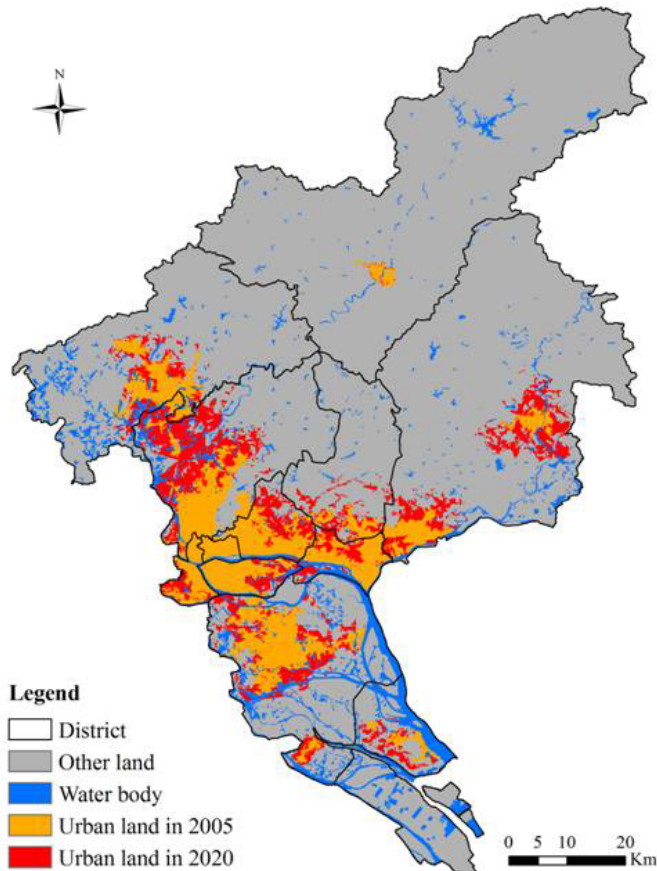 N
Legend
District
Other land
Water body
Urban land in 2005
Urban land in 2020
0 5 10 20
Km